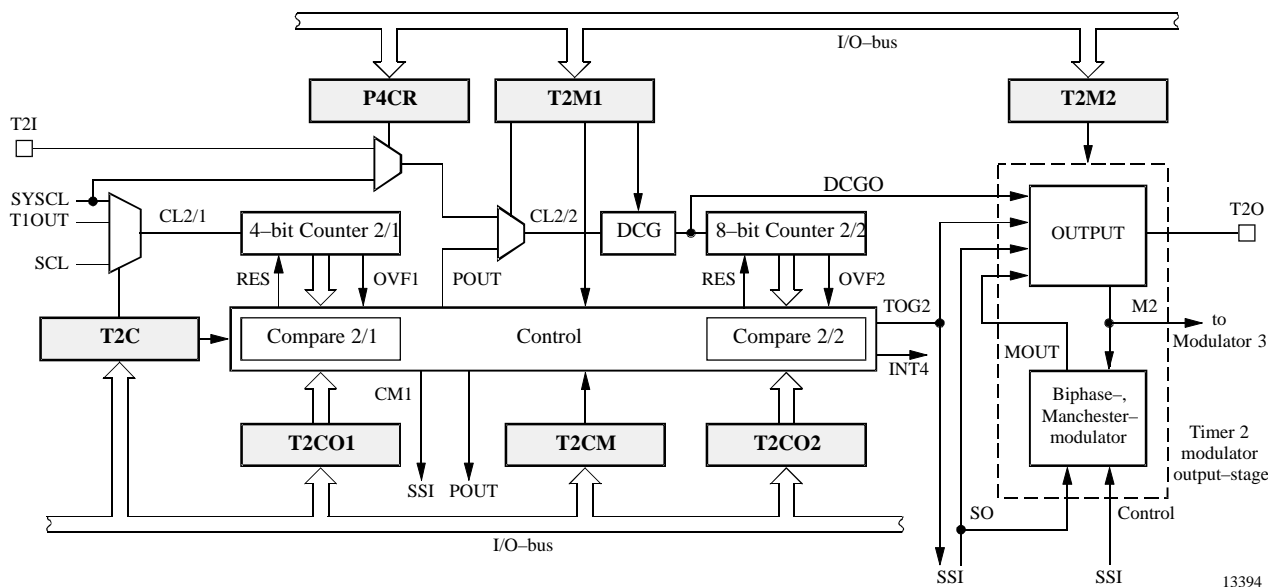 I/O–bus
P4CR
T2M1
T2M2
T2I
SYSCL
T1OUT
SCL
CL2/1
4–bit Counter 2/1
CL2/2
DCG
DCGO
8–bit Counter 2/2
OUTPUT
T2O
RES
OVF1
POUT
RES
OVF2
TOG2
M2
to
Modulator 3
T2C
Compare 2/1
Control
Compare 2/2
INT4
MOUT
CM1
Biphase–,
Manchester–
modulator
T2CO1
T2CM
T2CO2
Timer 2
modulator
output–stage
SSI
POUT
SO
Control
I/O–bus
SSI
SSI
13394